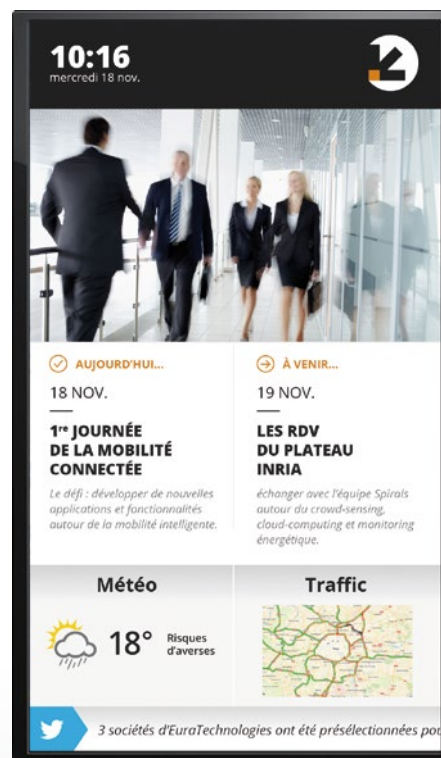 10:16
mercredi 18 nov.
AUJOURD'HUI...
18 NOV.
1re JOURNÉE
DE LA MOBILITÉ
CONNECTÉE
Le défi : développer de nouvelles
applications et fonctionnalités
autour de la mobilité intelligente.
À VENIR...
19 NOV.
LES RDV
DU PLATEAU
INRIA
échanger avec l'équipe Spirals
autour du crowd-sensing,
cloud-computing et monitoring
énergétique.
Météo
18°
Risques
d'averses
Traffic
3 sociétés d'EuraTechnologies ont été présélectionnées pou